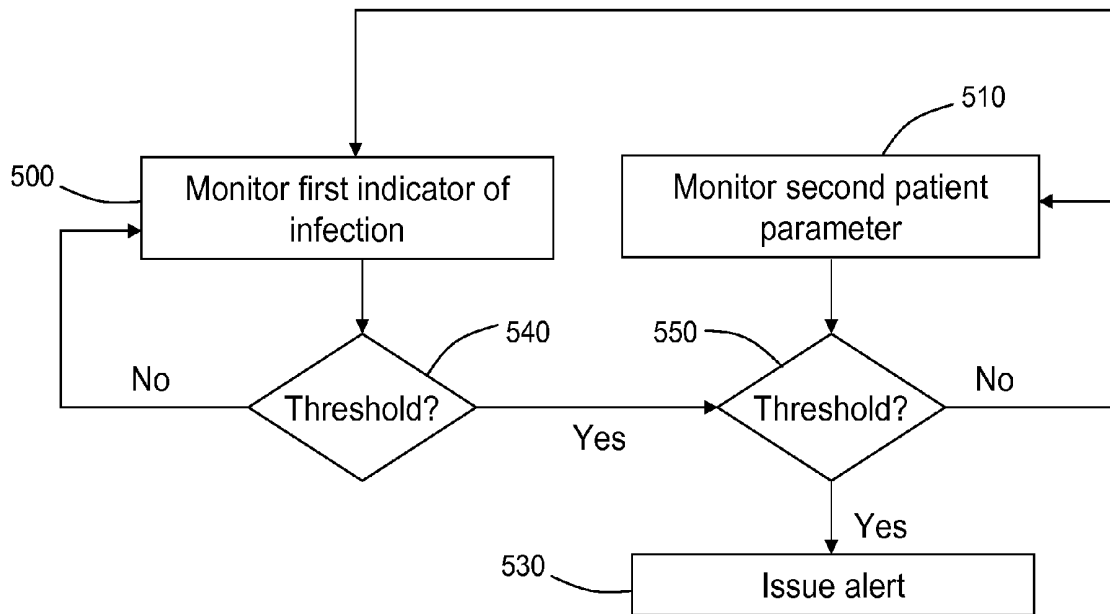 510
500
Monitor first indicator of
infection
Monitor second patient
parameter
540
550
No
Threshold?
Yes
Threshold?
No
Yes
530
Issue alert